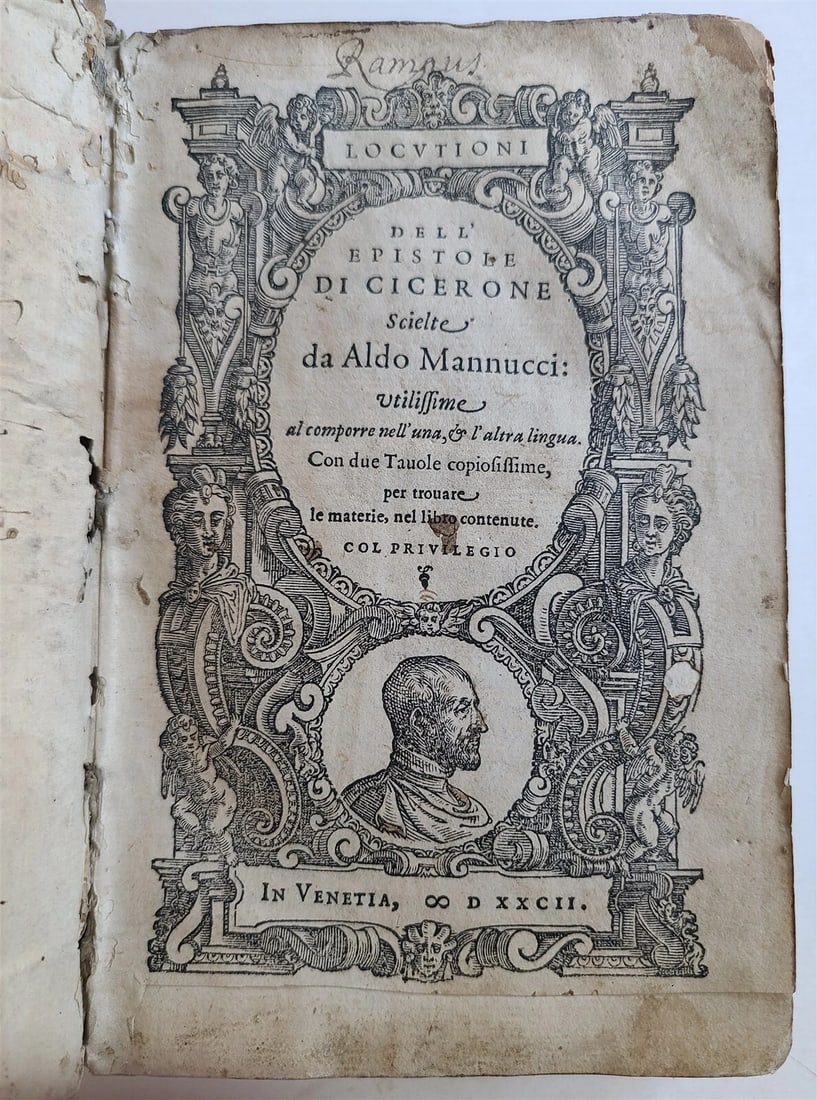 Rampus
LOCVTIONI
DELL'
EPISTOLE
DI CICERONE
Scielte
da Aldo Mannucci:
vtilissime
al comporre nell'una, & l'altra lingua.
Con due Tauole copiosissime,
per trouare
le materie, nel libro contenute.
COL PRIVILEGIO
IN VENETIA, ∞ D XXCII.